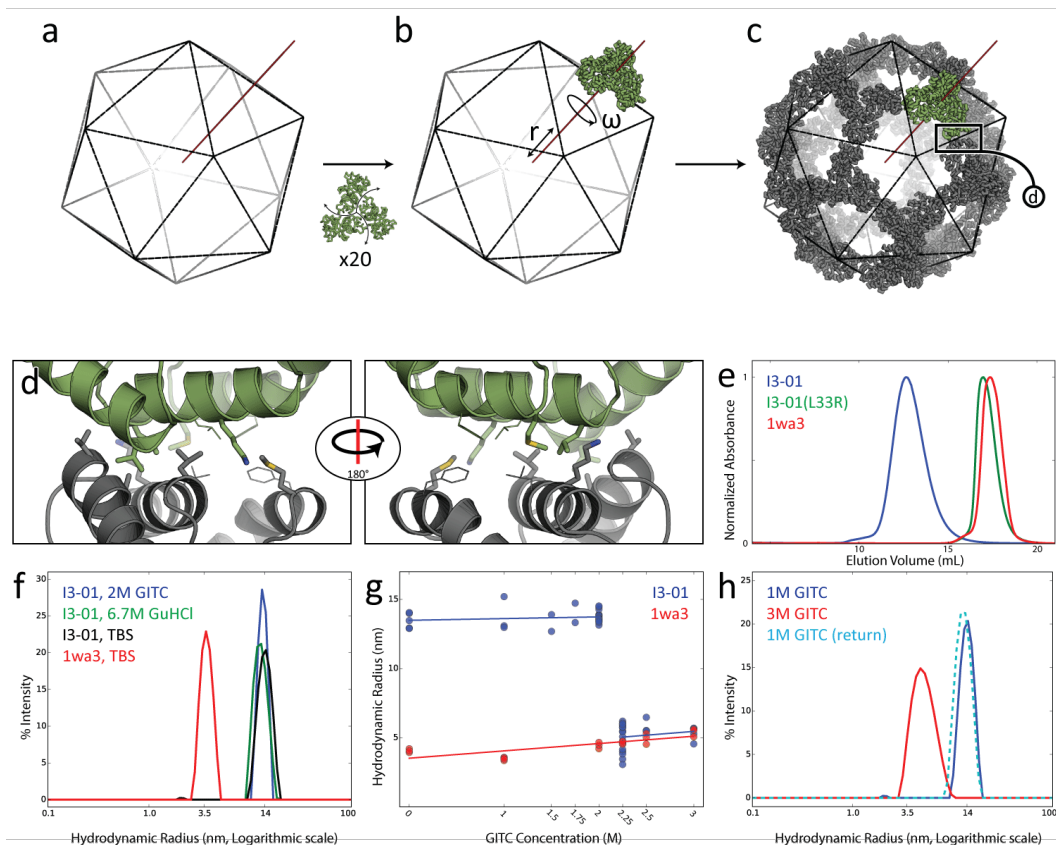 a
b
c
r
ω
x20
d
d
180°
e
I3-01
I3-01(L33R)
1wa3
Normalized Absorbance
1
0
10
15
20
Elution Volume (mL)
f
I3-01, 2M GITC
I3-01, 6.7M GuHCl
I3-01, TBS
1wa3, TBS
% Intensity
30
25
20
15
10
5
0
0.1
1.0
3.5
14
100
Hydrodynamic Radius (nm, Logarithmic scale)
g
I3-01
1wa3
Hydrodynamic Radius (nm)
15
10
5
0
1
1.5
1.75
2
2.25
2.5
3
GITC Concentration (M)
h
1M GITC
3M GITC
1M GITC (return)
% Intensity
25
20
15
10
5
0
0.1
1.0
3.5
14
100
Hydrodynamic Radius (nm, Logarithmic scale)